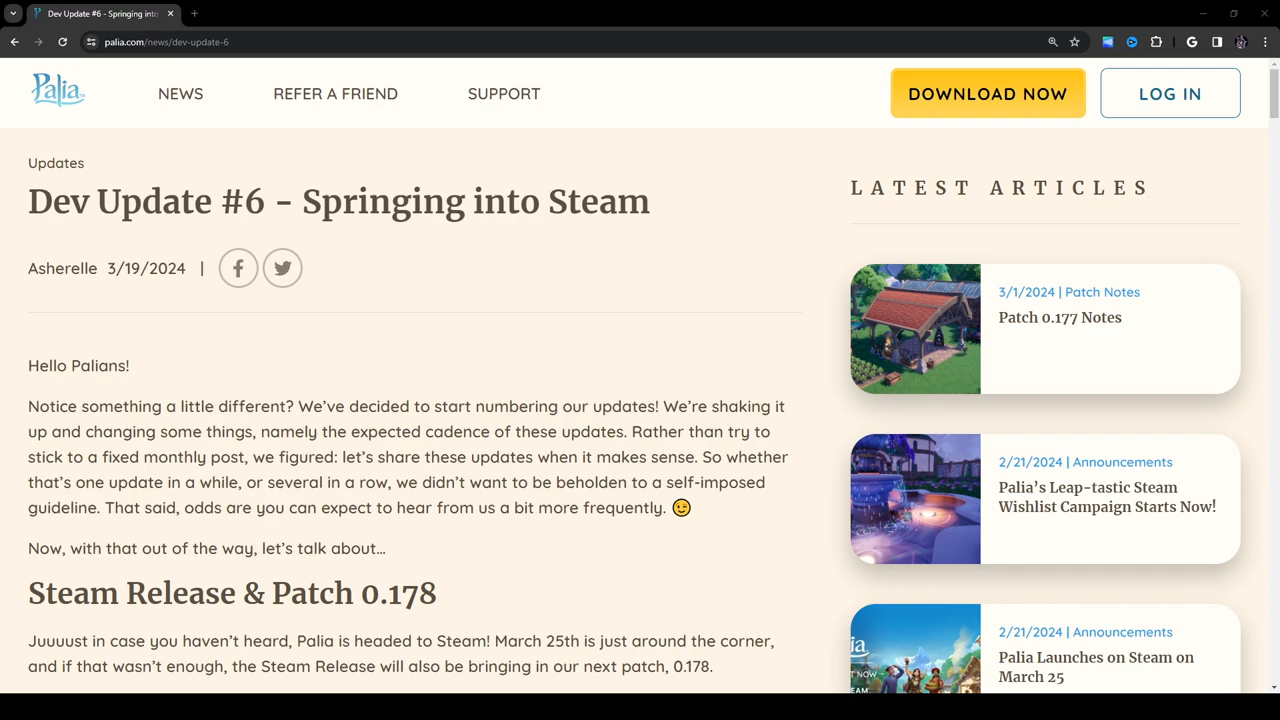 Dev Update #6 - Springing into
palia.com/news/dev-update-6
Palia
NEWS
REFER A FRIEND
SUPPORT
DOWNLOAD NOW
LOG IN
Updates
Dev Update #6 - Springing into Steam
Asherelle 3/19/2024 |
Hello Palians!
Notice something a little different? We’ve decided to start numbering our updates! We’re shaking it
up and changing some things, namely the expected cadence of these updates. Rather than try to
stick to a fixed monthly post, we figured: let’s share these updates when it makes sense. So whether
that’s one update in a while, or several in a row, we didn’t want to be beholden to a self-imposed
guideline. That said, odds are you can expect to hear from us a bit more frequently. 😉
Now, with that out of the way, let’s talk about…
Steam Release & Patch 0.178
Juuuust in case you haven’t heard, Palia is headed to Steam! March 25th is just around the corner,
and if that wasn’t enough, the Steam Release will also be bringing in our next patch, 0.178.
LATEST ARTICLES
3/1/2024 | Patch Notes
Patch 0.177 Notes
2/21/2024 | Announcements
Palia’s Leap-tastic Steam
Wishlist Campaign Starts Now!
2/21/2024 | Announcements
Palia Launches on Steam on
March 25